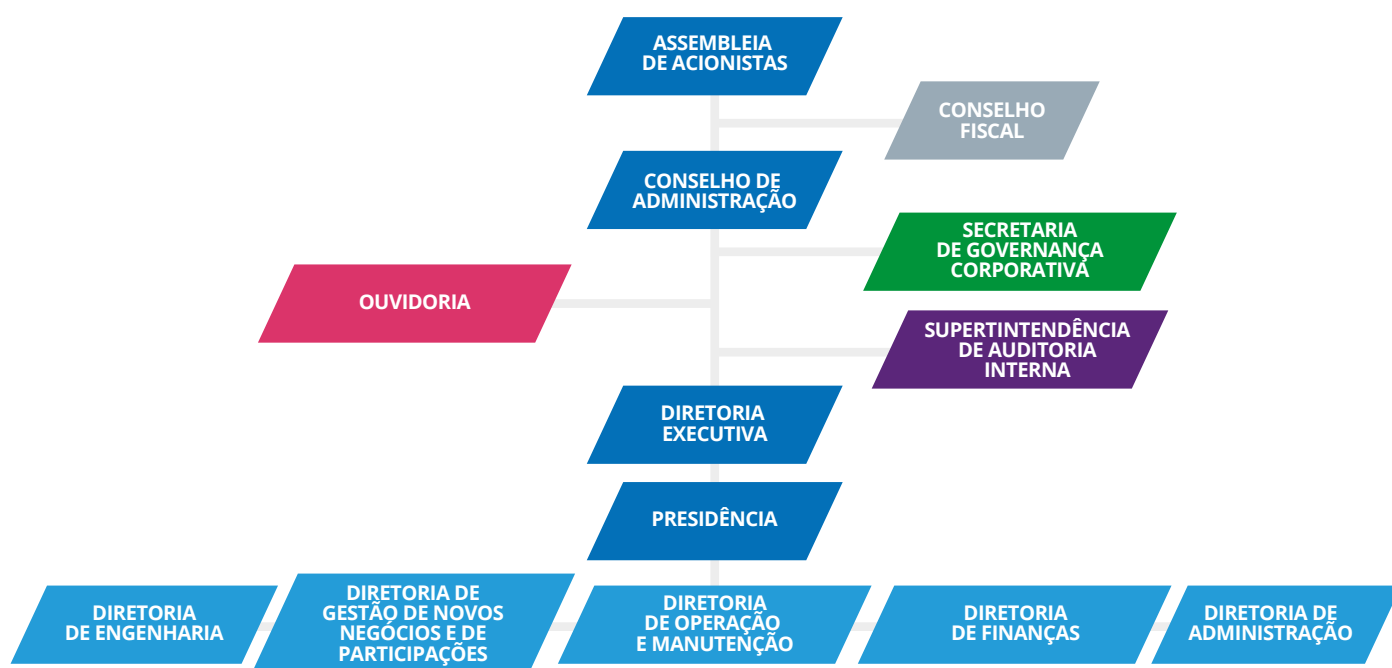 ASSEMBLEIA
DE ACIONISTAS
CONSELHO
FISCAL
CONSELHO DE
ADMINISTRAÇÃO
SECRETARIA
DE GOVERNANÇA
CORPORATIVA
OUVIDORIA
SUPERTINTENDÊNCIA
DE AUDITORIA
INTERNA
DIRETORIA
EXECUTIVA
PRESIDÊNCIA
DIRETORIA
DE ENGENHARIA
DIRETORIA DE
GESTÃO DE NOVOS
NEGÓCIOS E DE
PARTICIPAÇÕES
DIRETORIA
DE OPERAÇÃO
E MANUTENÇÃO
DIRETORIA
DE FINANÇAS
DIRETORIA DE
ADMINISTRAÇÃO